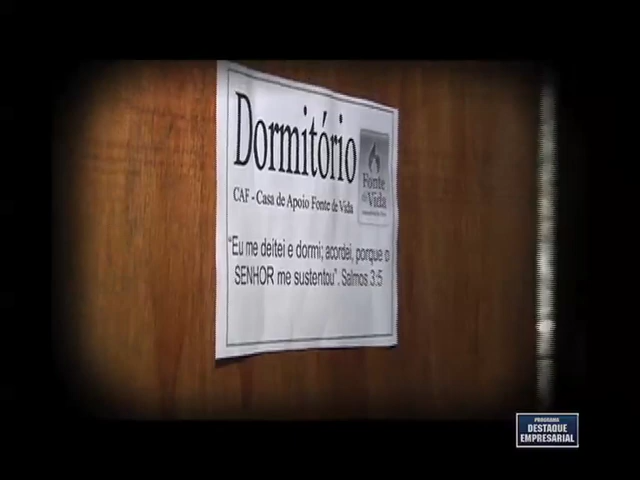 Dormitório
Fonte
de Vida
CAF - Casa de Apoio Fonte de Vida
"Eu me deitei e dormi; acordei, porque o
SENHOR me sustentou". Salmos 3:5
PROGRAMA
DESTAQUE
EMPRESARIAL